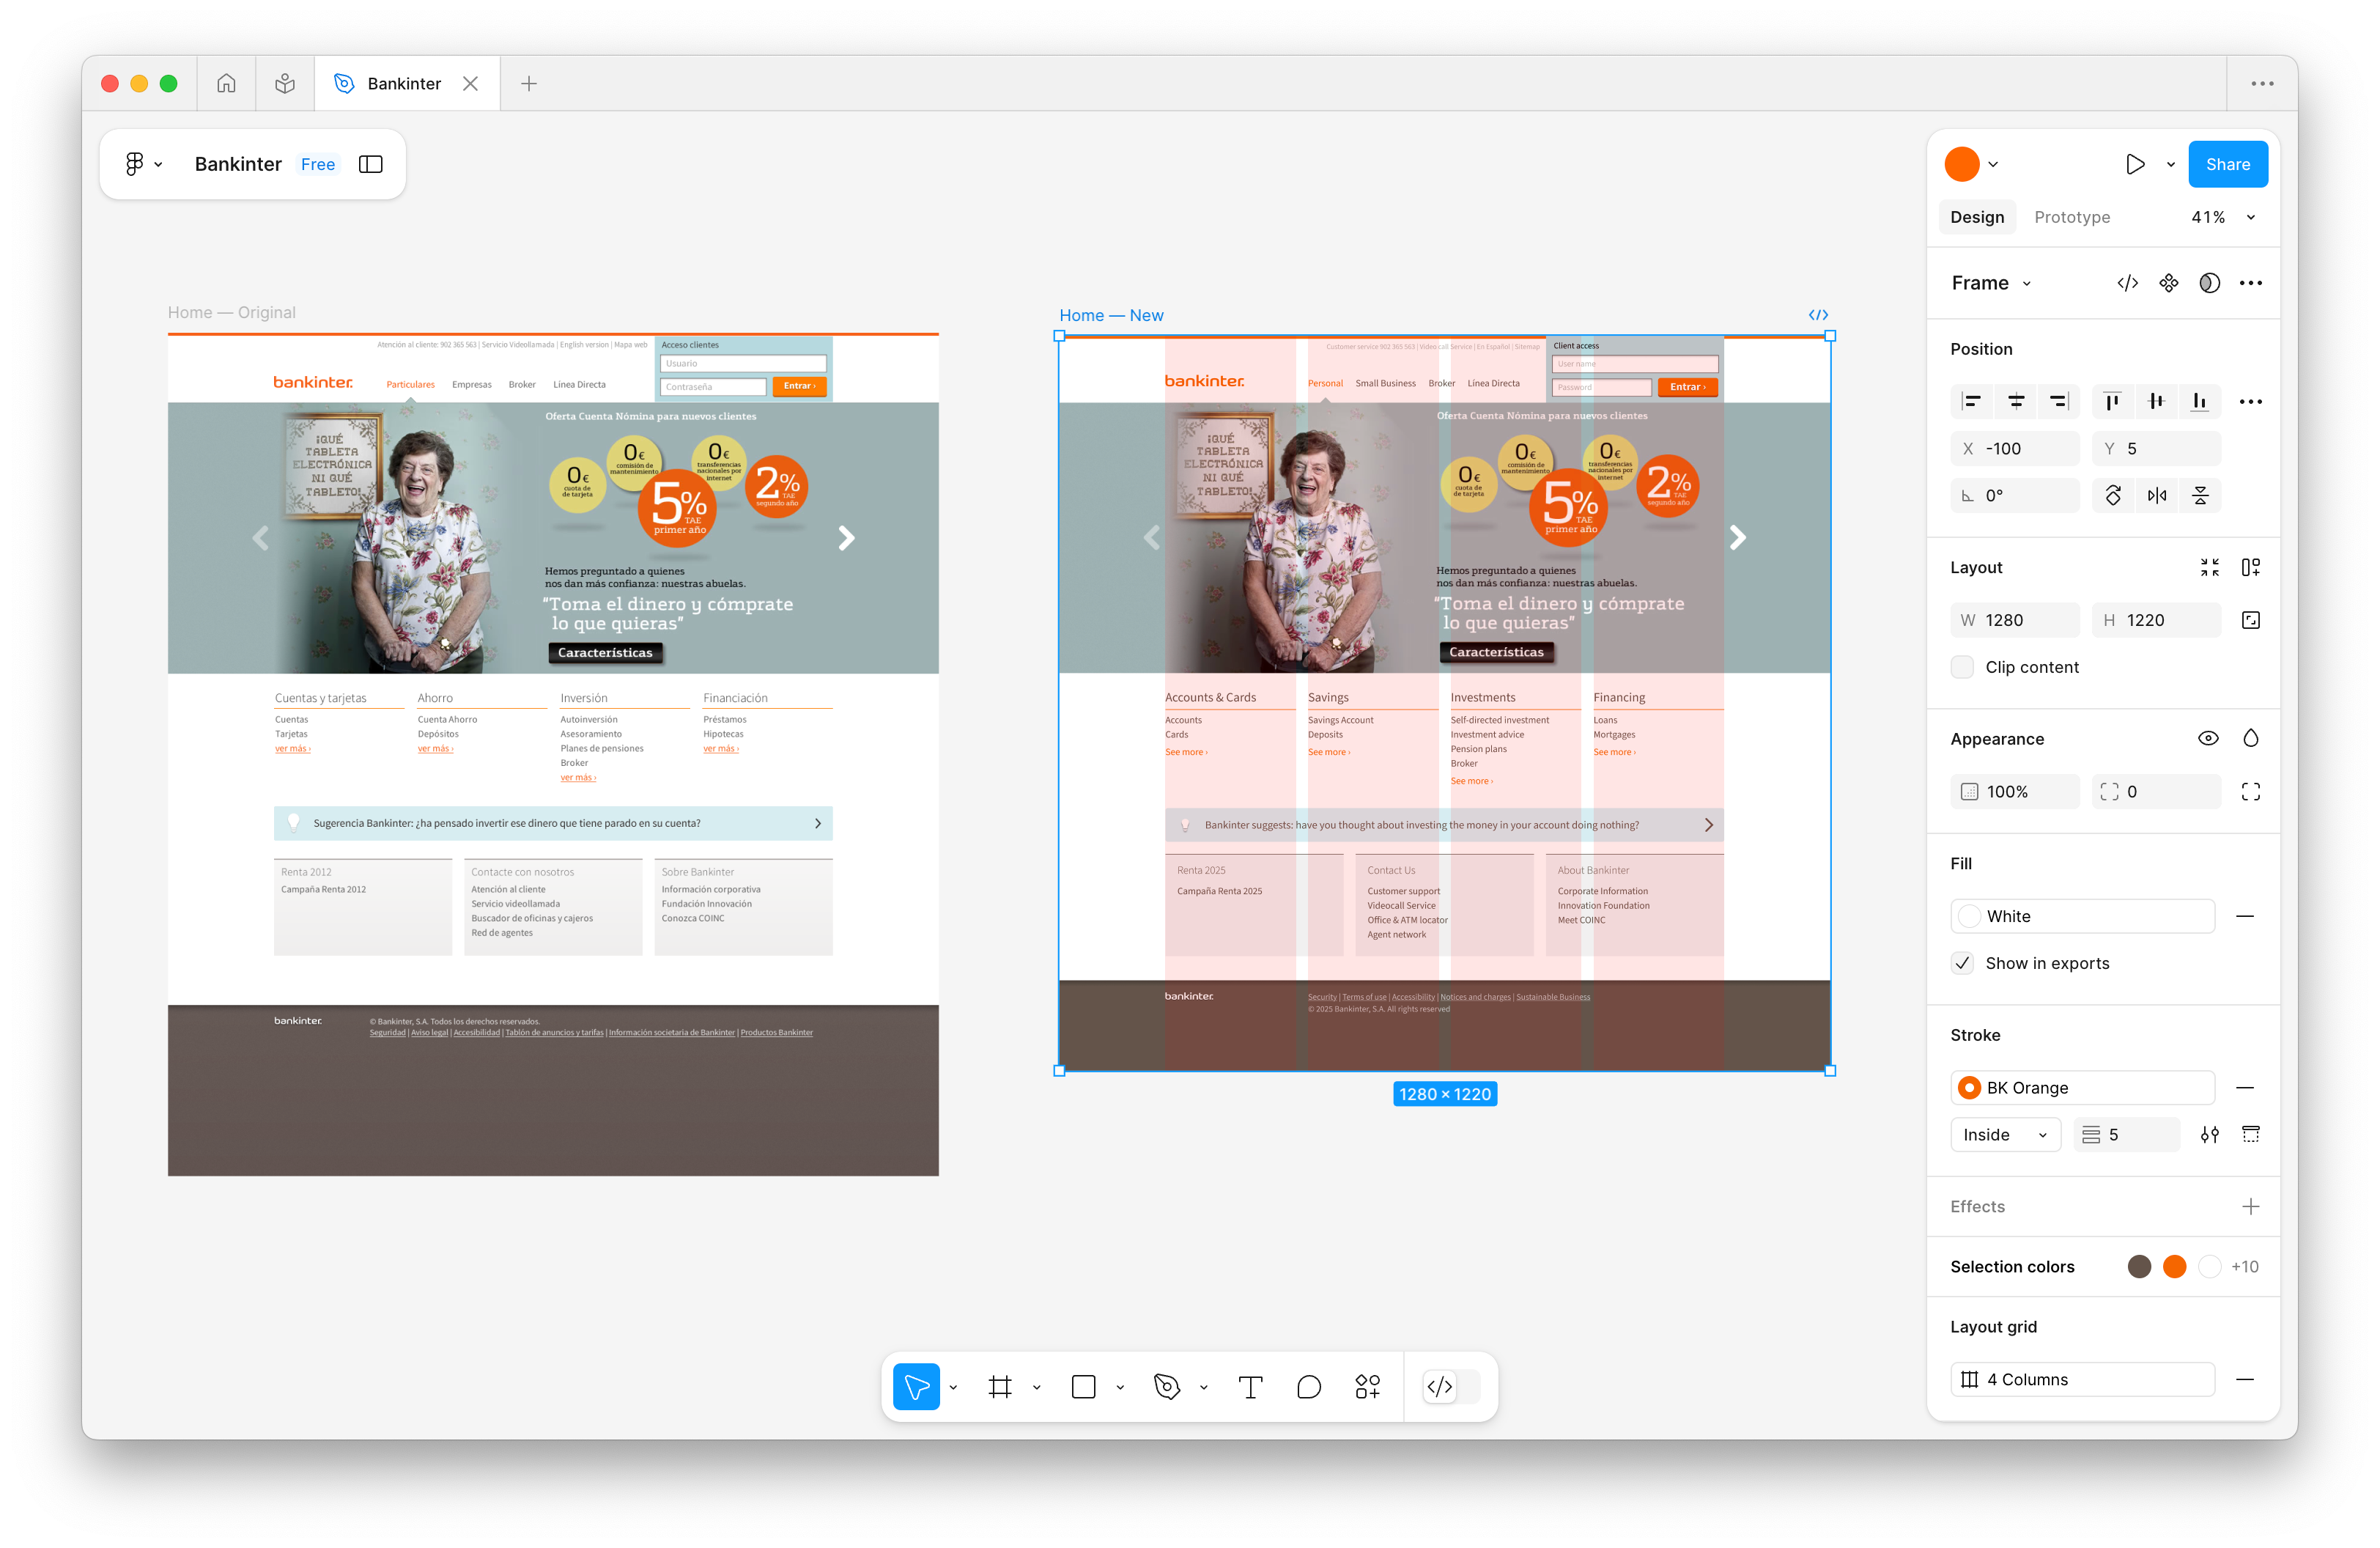 Bankinter
Bankinter Free
Share
Design Prototype 41%
Frame
Position
X -100 Y 5
0°
Layout
W 1280 H 1220
Clip content
Appearance
100% 0
Fill
White
Show in exports
Stroke
BK Orange
Inside 5
Effects
Selection colors +10
Layout grid
4 Columns
Home — Original
Atención al cliente: 902 365 563 | Servicio Videollamada | English version | Mapa web
Acceso clientes
Usuario
Contraseña Entrar ›
bankinter. Particulares Empresas Broker Línea Directa
¡QUÉ
TABLETA
ELECTRÓNICA
NI QUÉ
TABLETO!
Oferta Cuenta Nómina para nuevos clientes
0€
cuota de
de tarjeta
0€
comisión de
mantenimiento
5%
TAE
primer año
0€
transferencias
nacionales por
internet
2%
TAE
segundo año
Hemos preguntado a quienes
nos dan más confianza: nuestras abuelas.
"Toma el dinero y cómprate
lo que quieras"
Características
Cuentas y tarjetas
Cuentas
Tarjetas
ver más ›
Ahorro
Cuenta Ahorro
Depósitos
ver más ›
Inversión
Autoinversión
Asesoramiento
Planes de pensiones
Broker
ver más ›
Financiación
Préstamos
Hipotecas
ver más ›
Sugerencia Bankinter: ¿ha pensado invertir ese dinero que tiene parado en su cuenta?
Renta 2012
Campaña Renta 2012
Contacte con nosotros
Atención al cliente
Servicio videollamada
Buscador de oficinas y cajeros
Red de agentes
Sobre Bankinter
Información corporativa
Fundación Innovación
Conozca COINC
bankinter.
© Bankinter, S.A. Todos los derechos reservados.
Seguridad | Aviso legal | Accesibilidad | Tablón de anuncios y tarifas | Información societaria de Bankinter | Productos Bankinter
Home — New
Customer service 902 365 563 | Video call Service | En Español | Sitemap
Client access
User name
Password Entrar ›
bankinter. Personal Small Business Broker Línea Directa
¡QUÉ
TABLETA
ELECTRÓNICA
NI QUÉ
TABLETO!
Oferta Cuenta Nómina para nuevos clientes
0€
cuota de
de tarjeta
0€
comisión de
mantenimiento
5%
TAE
primer año
0€
transferencias
nacionales por
internet
2%
TAE
segundo año
Hemos preguntado a quienes
nos dan más confianza: nuestras abuelas.
"Toma el dinero y cómprate
lo que quieras"
Características
Accounts & Cards
Accounts
Cards
See more ›
Savings
Savings Account
Deposits
See more ›
Investments
Self-directed investment
Investment advice
Pension plans
Broker
See more ›
Financing
Loans
Mortgages
See more ›
Bankinter suggests: have you thought about investing the money in your account doing nothing?
Renta 2025
Campaña Renta 2025
Contact Us
Customer support
Videocall Service
Office & ATM locator
Agent network
About Bankinter
Corporate Information
Innovation Foundation
Meet COINC
bankinter.
Security | Terms of use | Accessibility | Notices and charges | Sustainable Business
© 2025 Bankinter, S.A. All rights reserved
1280 × 1220